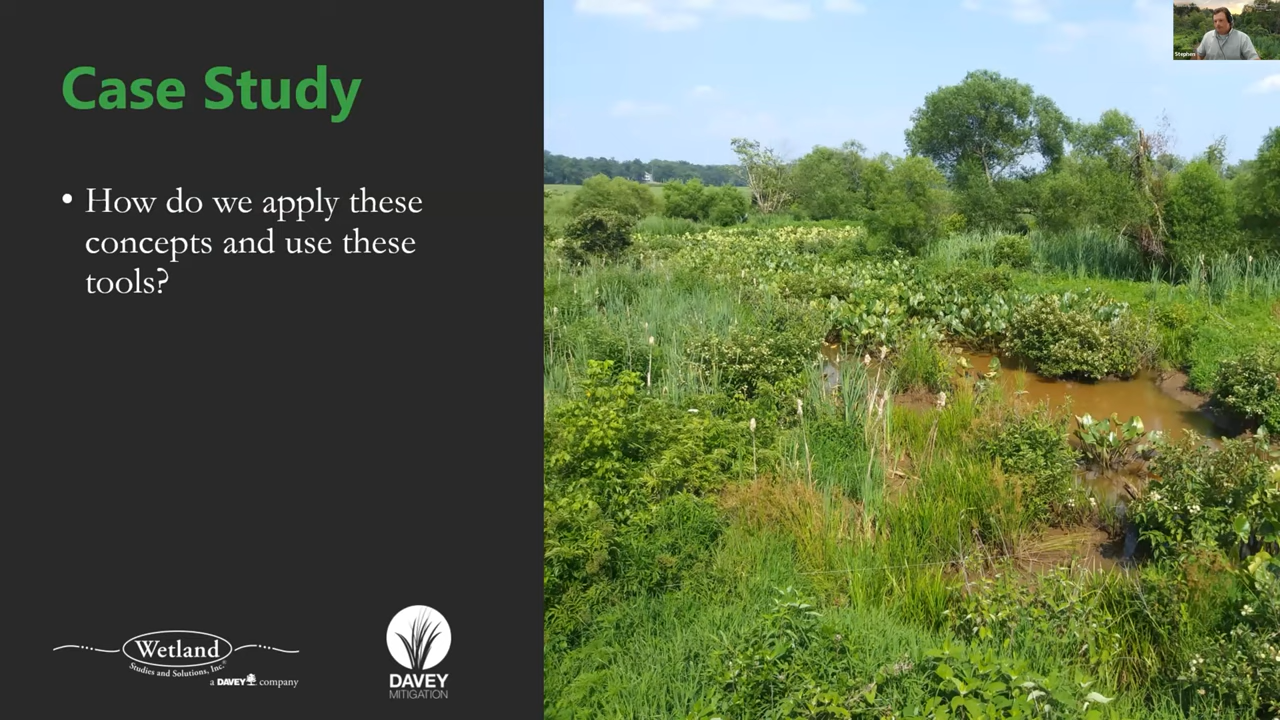 Case Study
• How do we apply these
concepts and use these
tools?
Wetland
Studies and Solutions, Inc.®
a DAVEY company
DAVEY
MITIGATION
Stephen